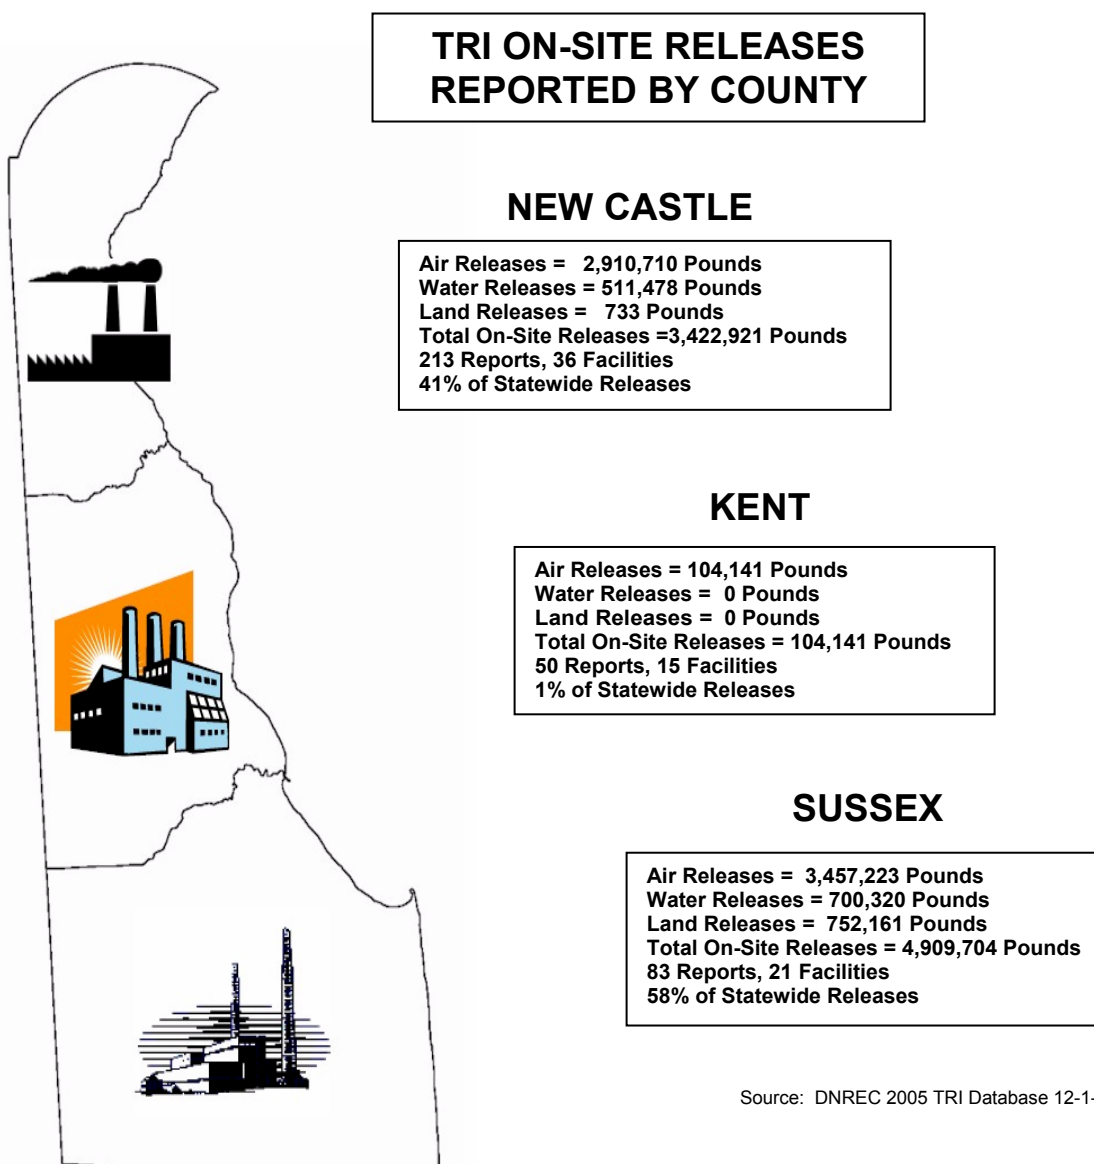 TRI ON-SITE RELEASES
REPORTED BY COUNTY
NEW CASTLE
Air Releases = 2,910,710 Pounds
Water Releases = 511,478 Pounds
Land Releases = 733 Pounds
Total On-Site Releases =3,422,921 Pounds
213 Reports, 36 Facilities
41% of Statewide Releases
KENT
Air Releases = 104,141 Pounds
Water Releases = 0 Pounds
Land Releases = 0 Pounds
Total On-Site Releases = 104,141 Pounds
50 Reports, 15 Facilities
1% of Statewide Releases
SUSSEX
Air Releases = 3,457,223 Pounds
Water Releases = 700,320 Pounds
Land Releases = 752,161 Pounds
Total On-Site Releases = 4,909,704 Pounds
83 Reports, 21 Facilities
58% of Statewide Releases
Source: DNREC 2005 TRI Database 12-1-